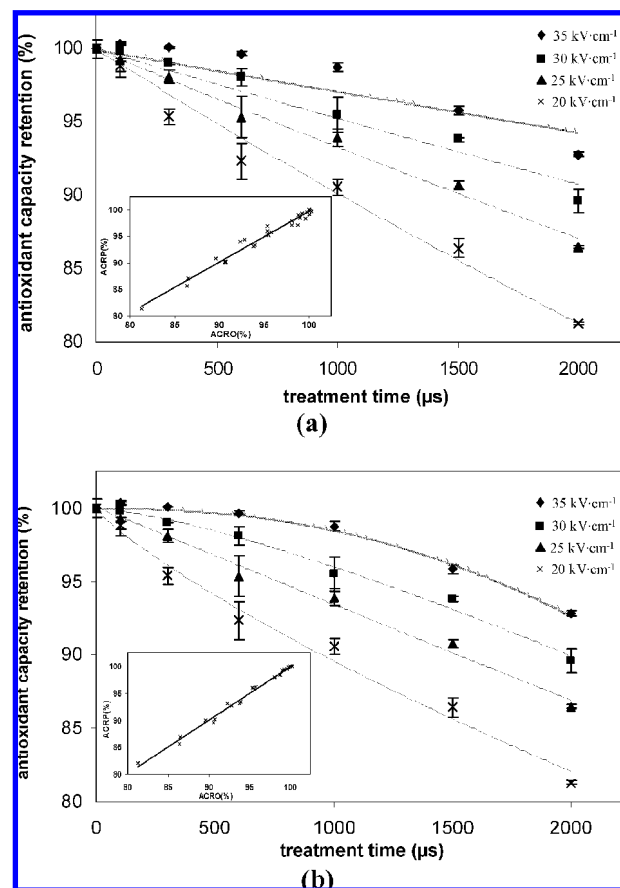 antioxidant capacity retention (%)
100
95
90
85
80
35 kV·cm⁻¹
30 kV·cm⁻¹
25 kV·cm⁻¹
20 kV·cm⁻¹
ACRP(%)
100
95
90
85
80
80 85 90 95 100
ACRO(%)
0 500 1000 1500 2000
treatment time (µs)
(a)
antioxidant capacity retention (%)
100
95
90
85
80
35 kV·cm⁻¹
30 kV·cm⁻¹
25 kV·cm⁻¹
20 kV·cm⁻¹
ACRP(%)
100
95
90
85
80
80 85 90 95 100
ACRO(%)
0 500 1000 1500 2000
treatment time (µs)
(b)